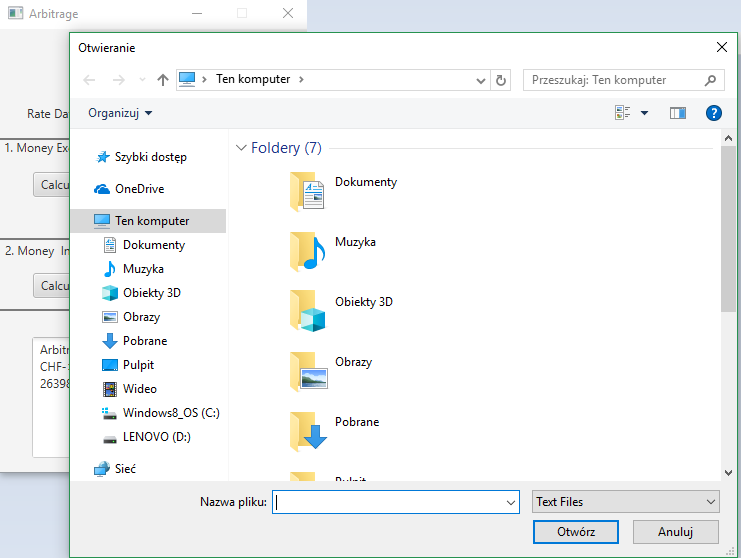 Arbitrage
Otwieranie
Ten komputer
Przeszukaj: Ten komputer
Organizuj
Rate Da
1. Money Ex
Calcu
2. Money In
Calcu
Arbitr
CHF-
26398
Szybki dostęp
OneDrive
Ten komputer
Dokumenty
Muzyka
Obiekty 3D
Obrazy
Pobrane
Pulpit
Wideo
Windows8_OS (C:)
LENOVO (D:)
Sieć
Foldery (7)
Dokumenty
Muzyka
Obiekty 3D
Obrazy
Pobrane
Pulpit
Nazwa pliku:
Text Files
Otwórz
Anuluj